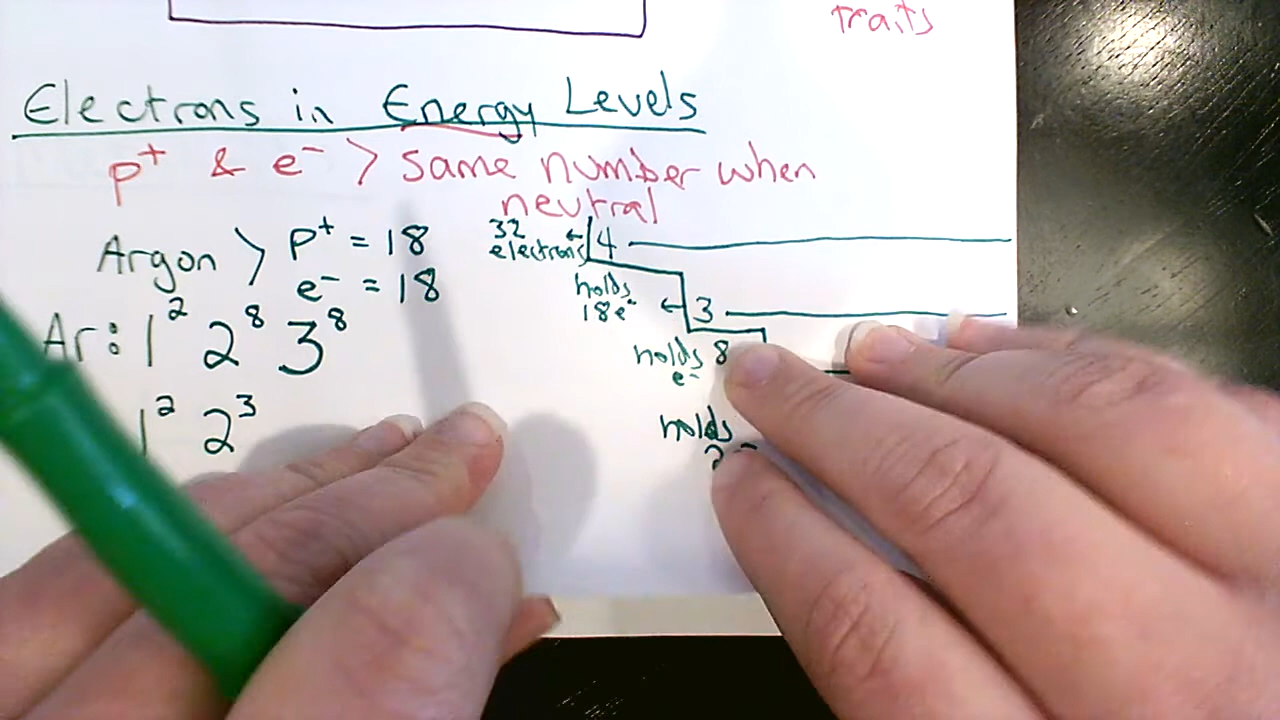 traits
Electrons in Energy Levels
p⁺ & e⁻ > same number when
neutral
Argon > p⁺ = 18
e⁻ = 18
Ar: 1² 2⁸ 3⁸
1² 2³
32
electrons ← 4
holds
18e⁻ ← 3
holds 8
e⁻
holds